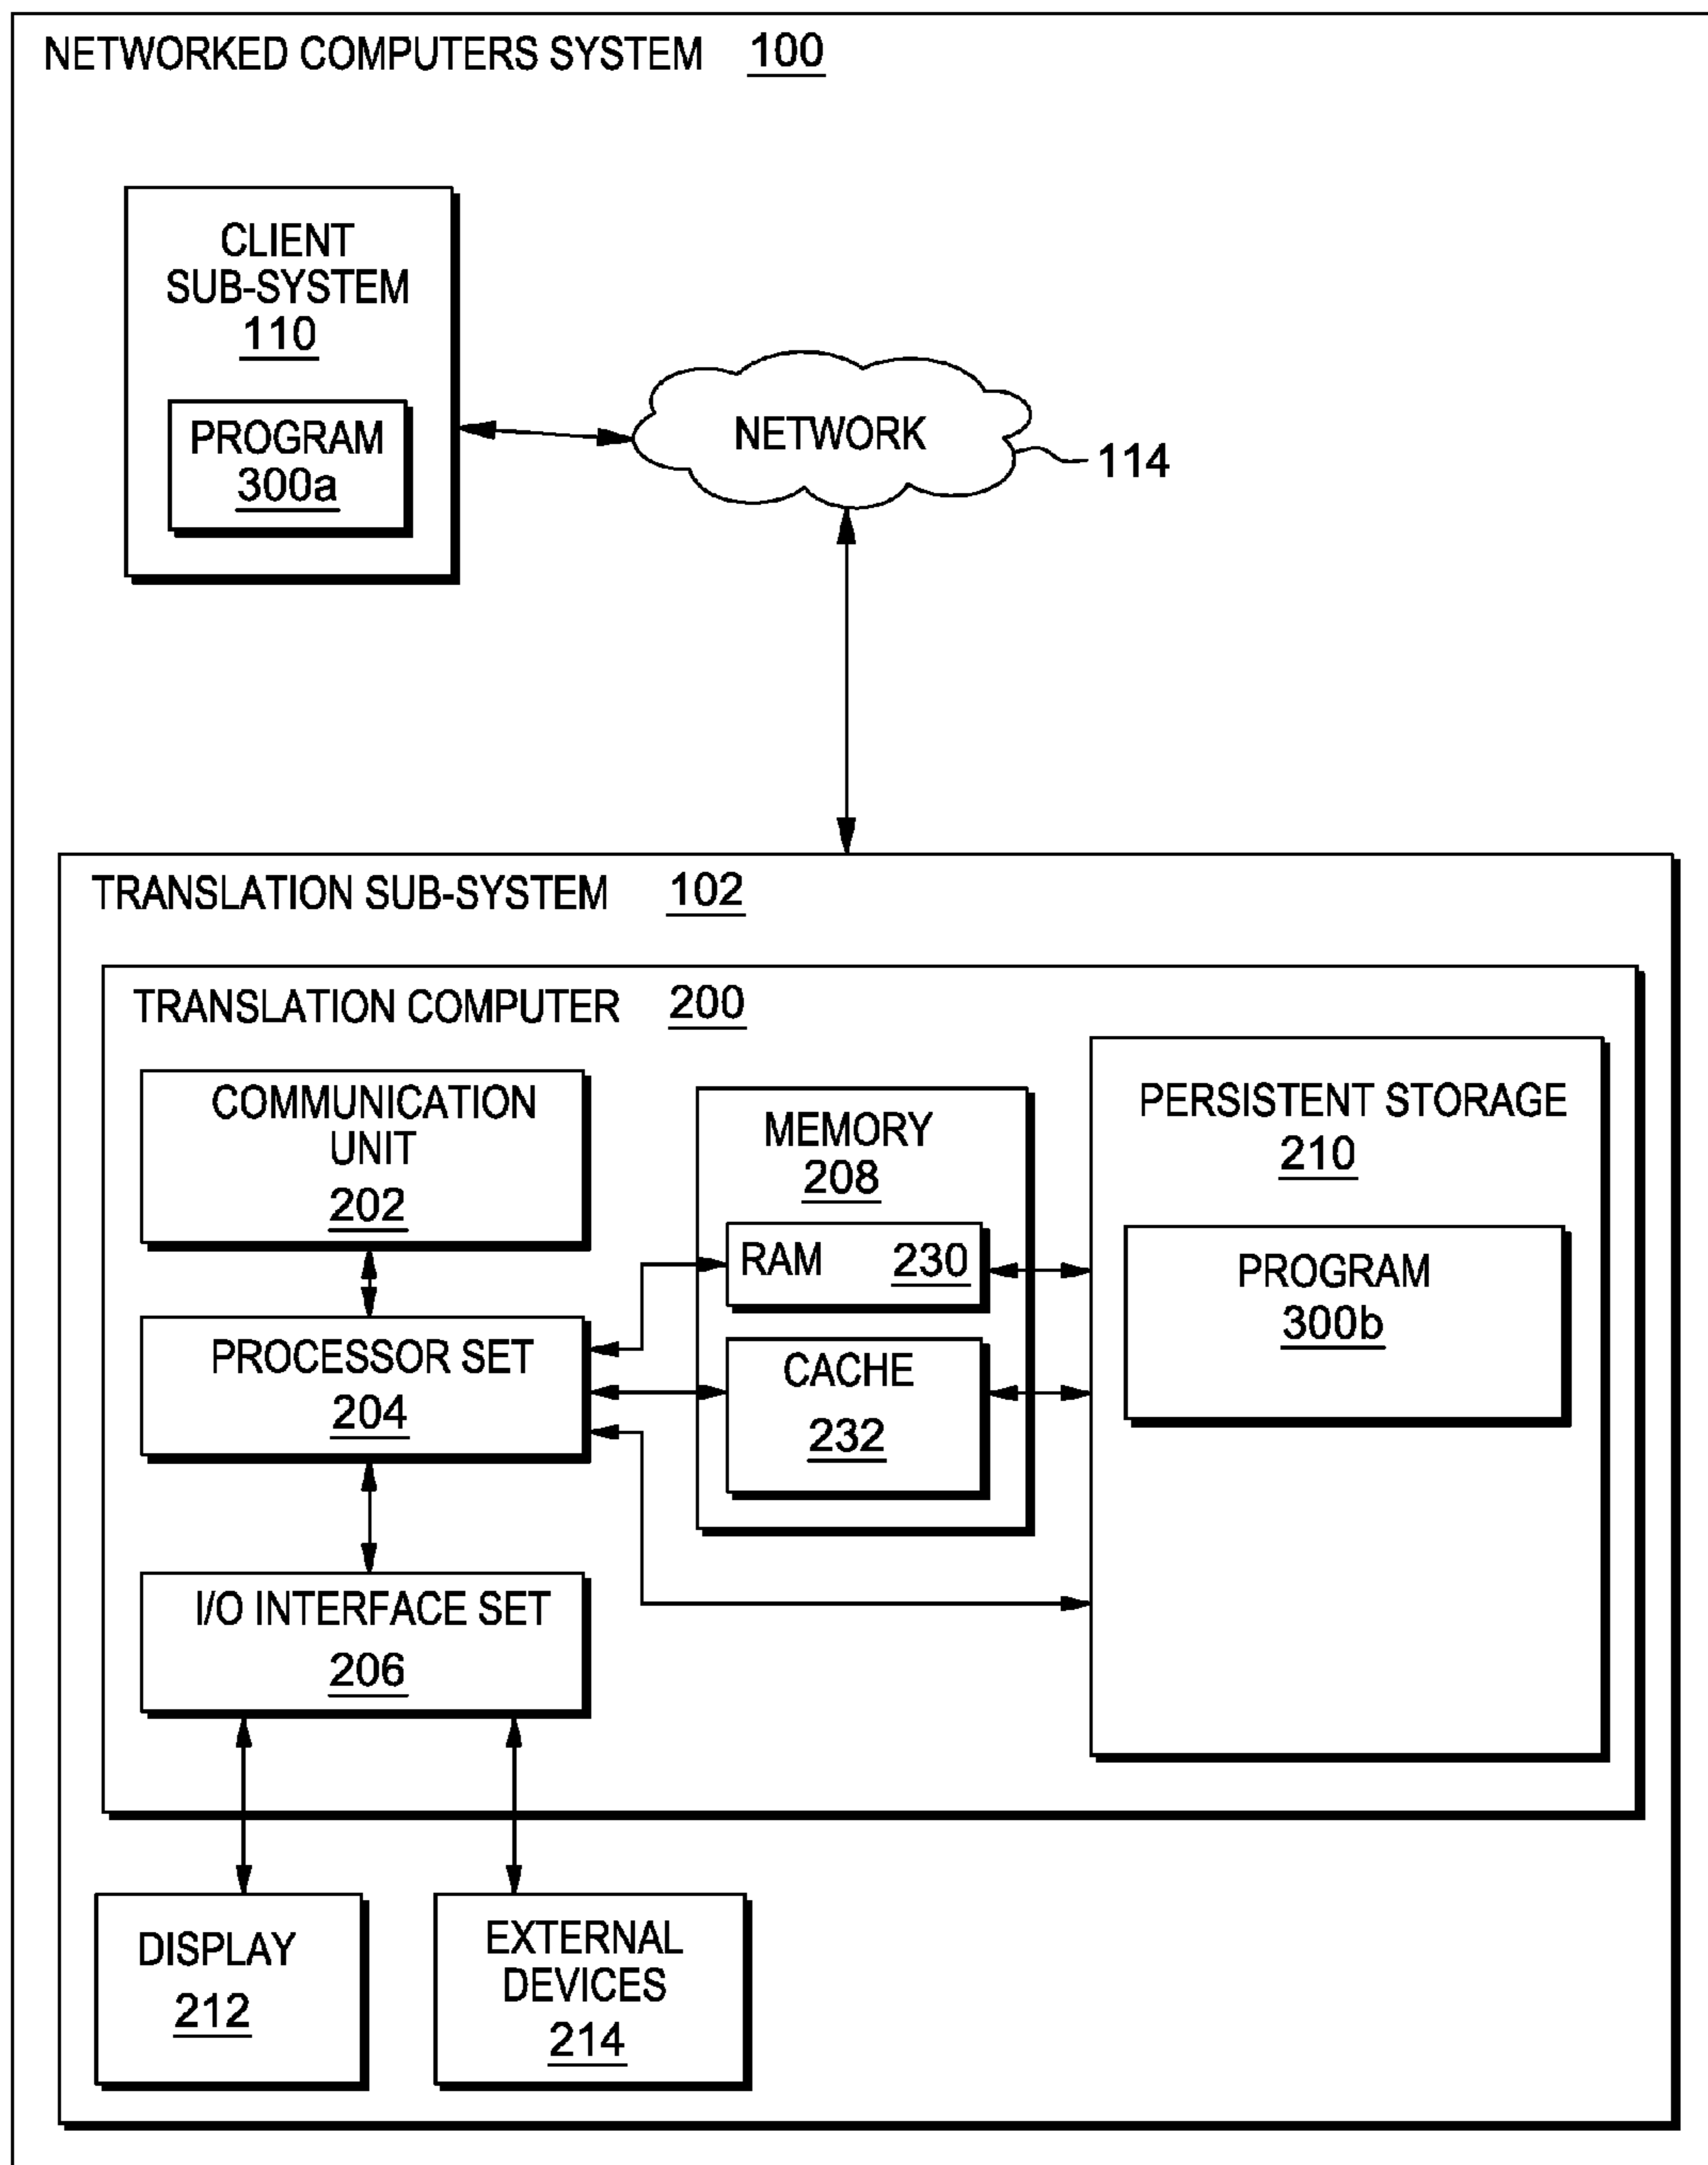 NETWORKED COMPUTERS SYSTEM 100
CLIENT
SUB-SYSTEM
110
PROGRAM
300a
NETWORK
114
TRANSLATION SUB-SYSTEM 102
TRANSLATION COMPUTER 200
COMMUNICATION
UNIT
202
MEMORY
208
PERSISTENT STORAGE
210
RAM 230
PROGRAM
300b
PROCESSOR SET
204
CACHE
232
I/O INTERFACE SET
206
DISPLAY
212
EXTERNAL
DEVICES
214